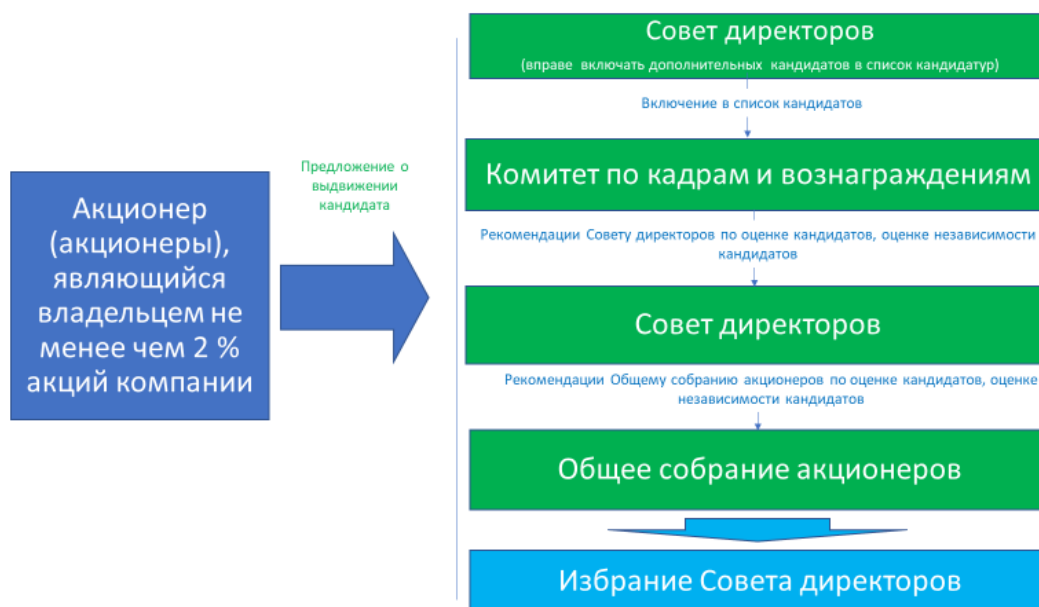 Совет директоров
(вправе включать дополнительных кандидатов в список кандидатур)
Включение в список кандидатов
Предложение о
выдвижении
кандидата
Акционер
(акционеры),
являющийся
владельцем не
менее чем 2 %
акций компании
Комитет по кадрам и вознаграждениям
Рекомендации Совету директоров по оценке кандидатов, оценке независимости
кандидатов
Совет директоров
Рекомендации Общему собранию акционеров по оценке кандидатов, оценке
независимости кандидатов
Общее собрание акционеров
Избрание Совета директоров